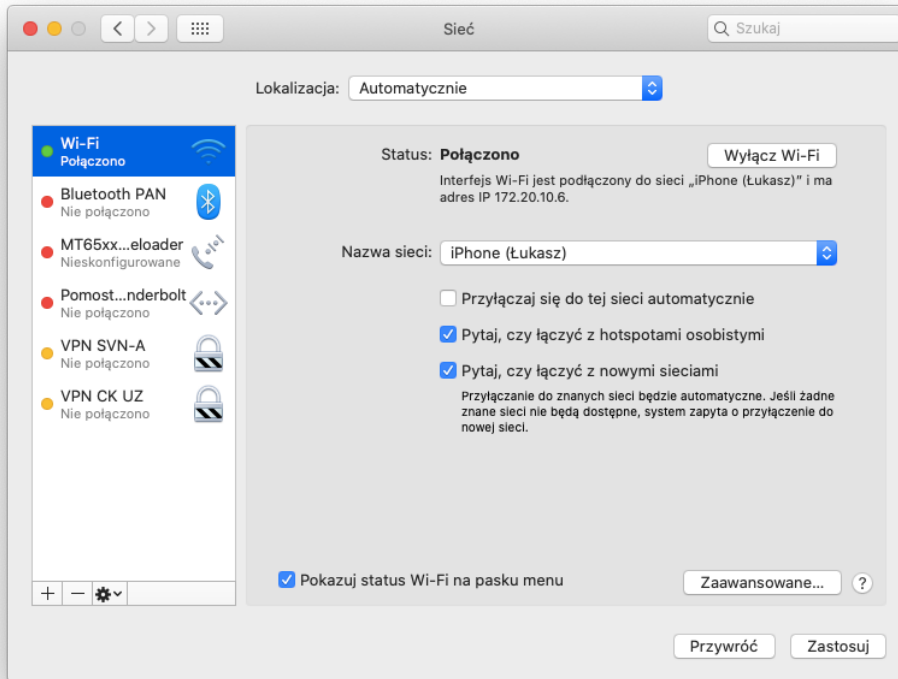 Sieć
Szukaj
Lokalizacja: Automatycznie
Wi-Fi
Połączono
Bluetooth PAN
Nie połączono
MT65xx...eloader
Nieskonfigurowane
Pomost...nderbolt
Nie połączono
VPN SVN-A
Nie połączono
VPN CK UZ
Nie połączono
Status: Połączono
Wyłącz Wi-Fi
Interfejs Wi-Fi jest podłączony do sieci „iPhone (Łukasz)” i ma
adres IP 172.20.10.6.
Nazwa sieci: iPhone (Łukasz)
Przyłączaj się do tej sieci automatycznie
Pytaj, czy łączyć z hotspotami osobistymi
Pytaj, czy łączyć z nowymi sieciami
Przyłączanie do znanych sieci będzie automatyczne. Jeśli żadne
znane sieci nie będą dostępne, system zapyta o przyłączenie do
nowej sieci.
Pokazuj status Wi-Fi na pasku menu
Zaawansowane...
?
Przywróć
Zastosuj